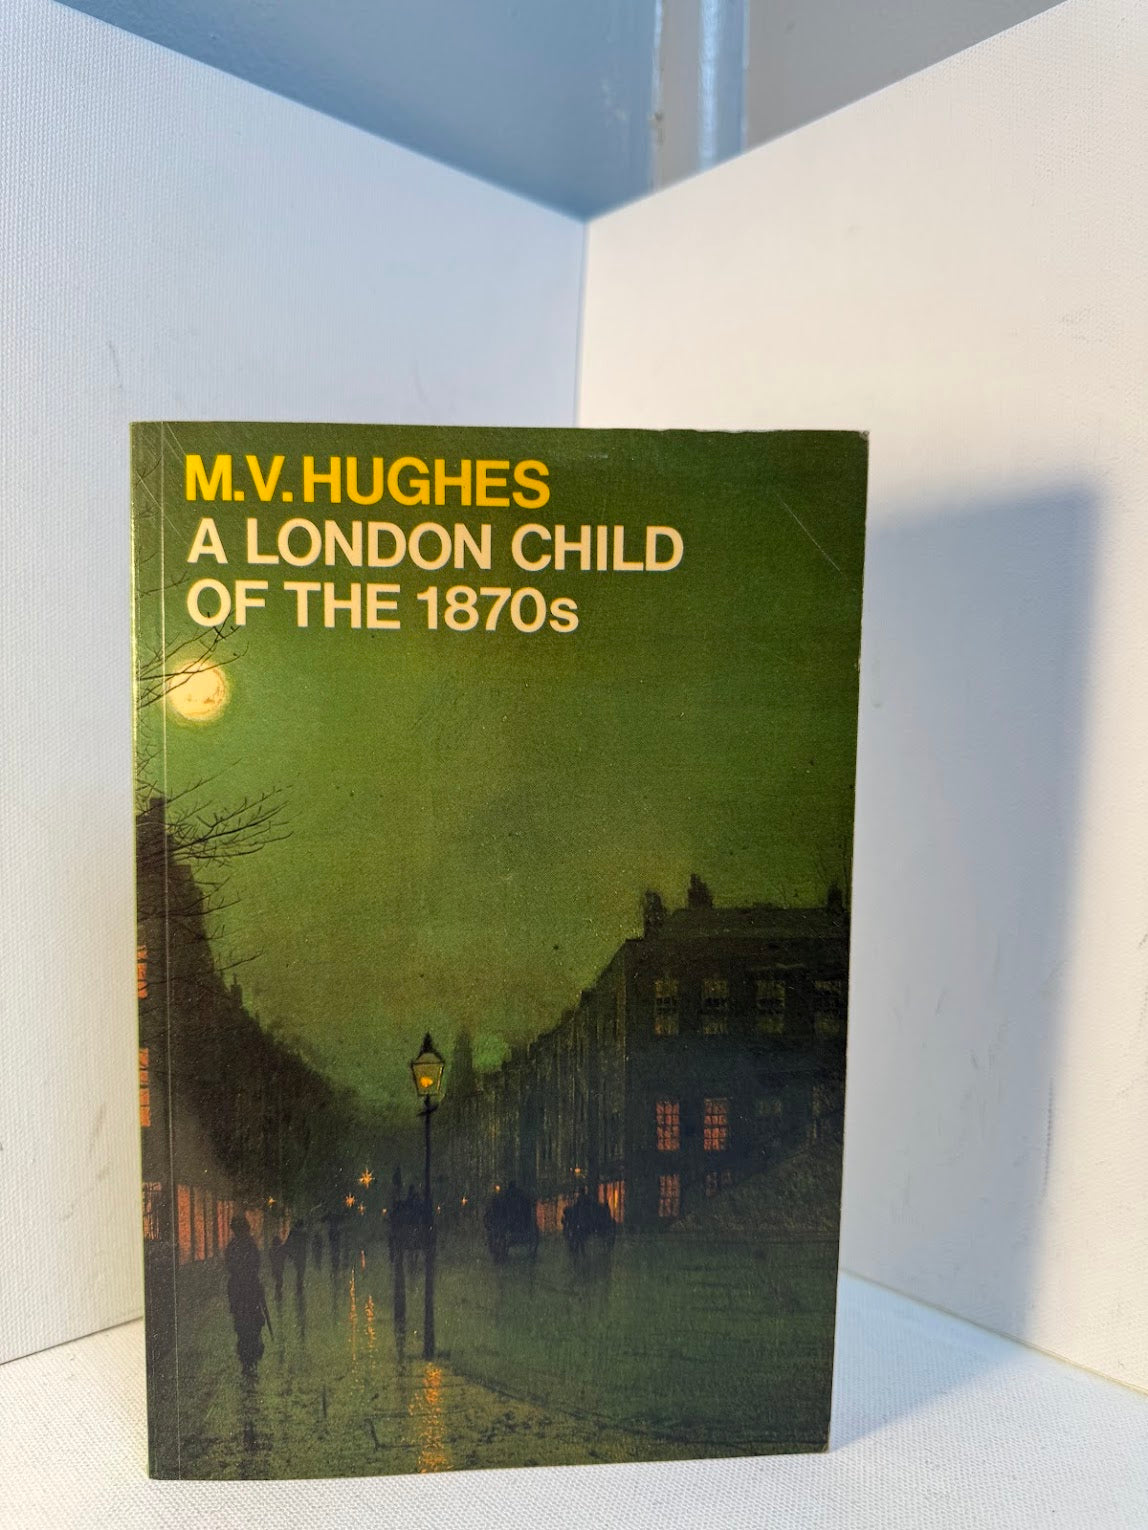 M.V. HUGHES
A LONDON CHILD
OF THE 1870s